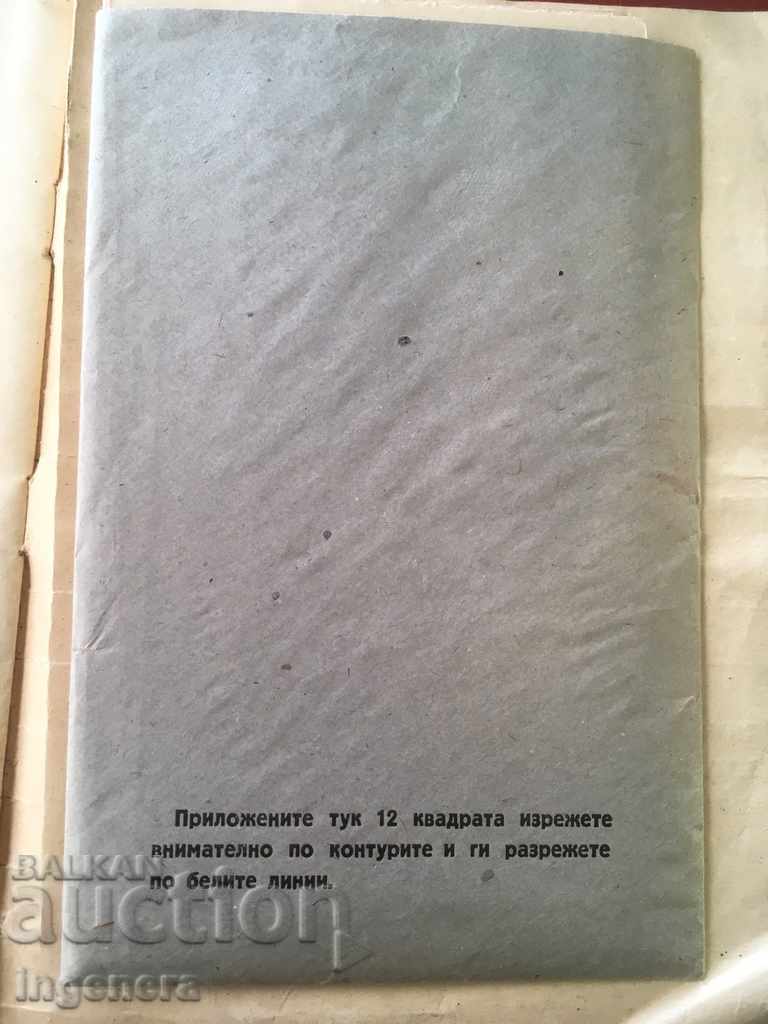 Приложените тук 12 квадрата изрежете
внимателно по контурите и ги разрежете
по белите линии.
BALKAN
auction
ingenera